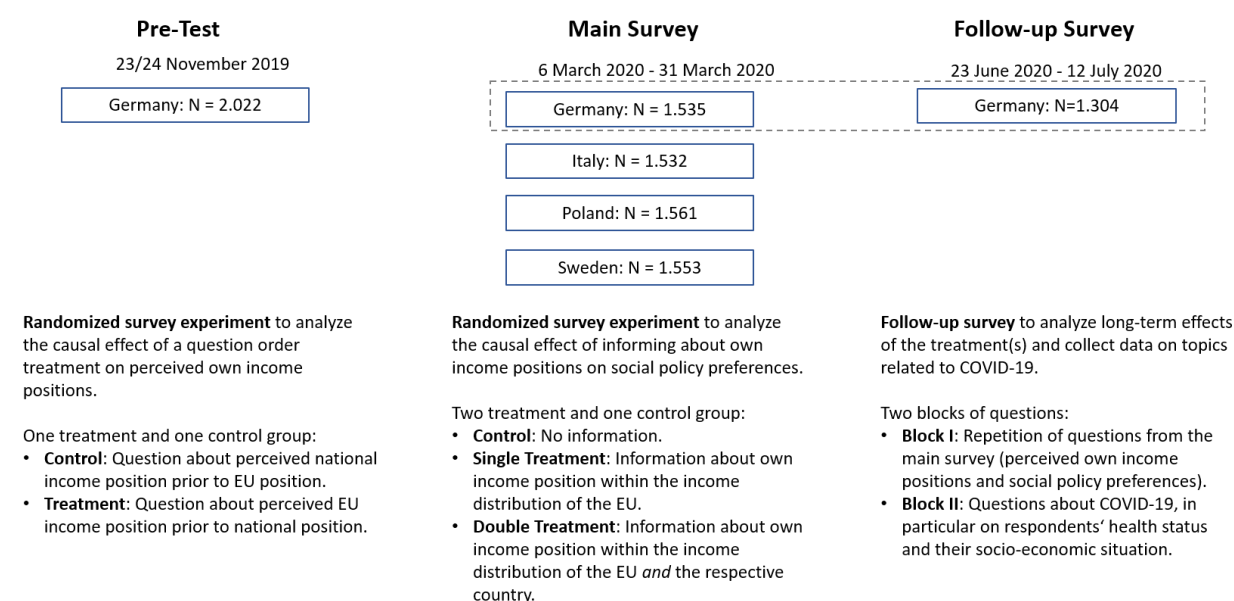 Pre-Test
23/24 November 2019
Germany: N = 2.022
Randomized survey experiment to analyze
the causal effect of a question order
treatment on perceived own income
positions.
One treatment and one control group:
• Control: Question about perceived national
income position prior to EU position.
• Treatment: Question about perceived EU
income position prior to national position.
Main Survey
6 March 2020 - 31 March 2020
Germany: N = 1.535
Italy: N = 1.532
Poland: N = 1.561
Sweden: N = 1.553
Randomized survey experiment to analyze
the causal effect of informing about own
income positions on social policy preferences.
Two treatment and one control group:
• Control: No information.
• Single Treatment: Information about own
income position within the income
distribution of the EU.
• Double Treatment: Information about own
income position within the income
distribution of the EU and the respective
country.
Follow-up Survey
23 June 2020 - 12 July 2020
Germany: N=1.304
Follow-up survey to analyze long-term effects
of the treatment(s) and collect data on topics
related to COVID-19.
Two blocks of questions:
• Block I: Repetition of questions from the
main survey (perceived own income
positions and social policy preferences).
• Block II: Questions about COVID-19, in
particular on respondents‘ health status
and their socio-economic situation.